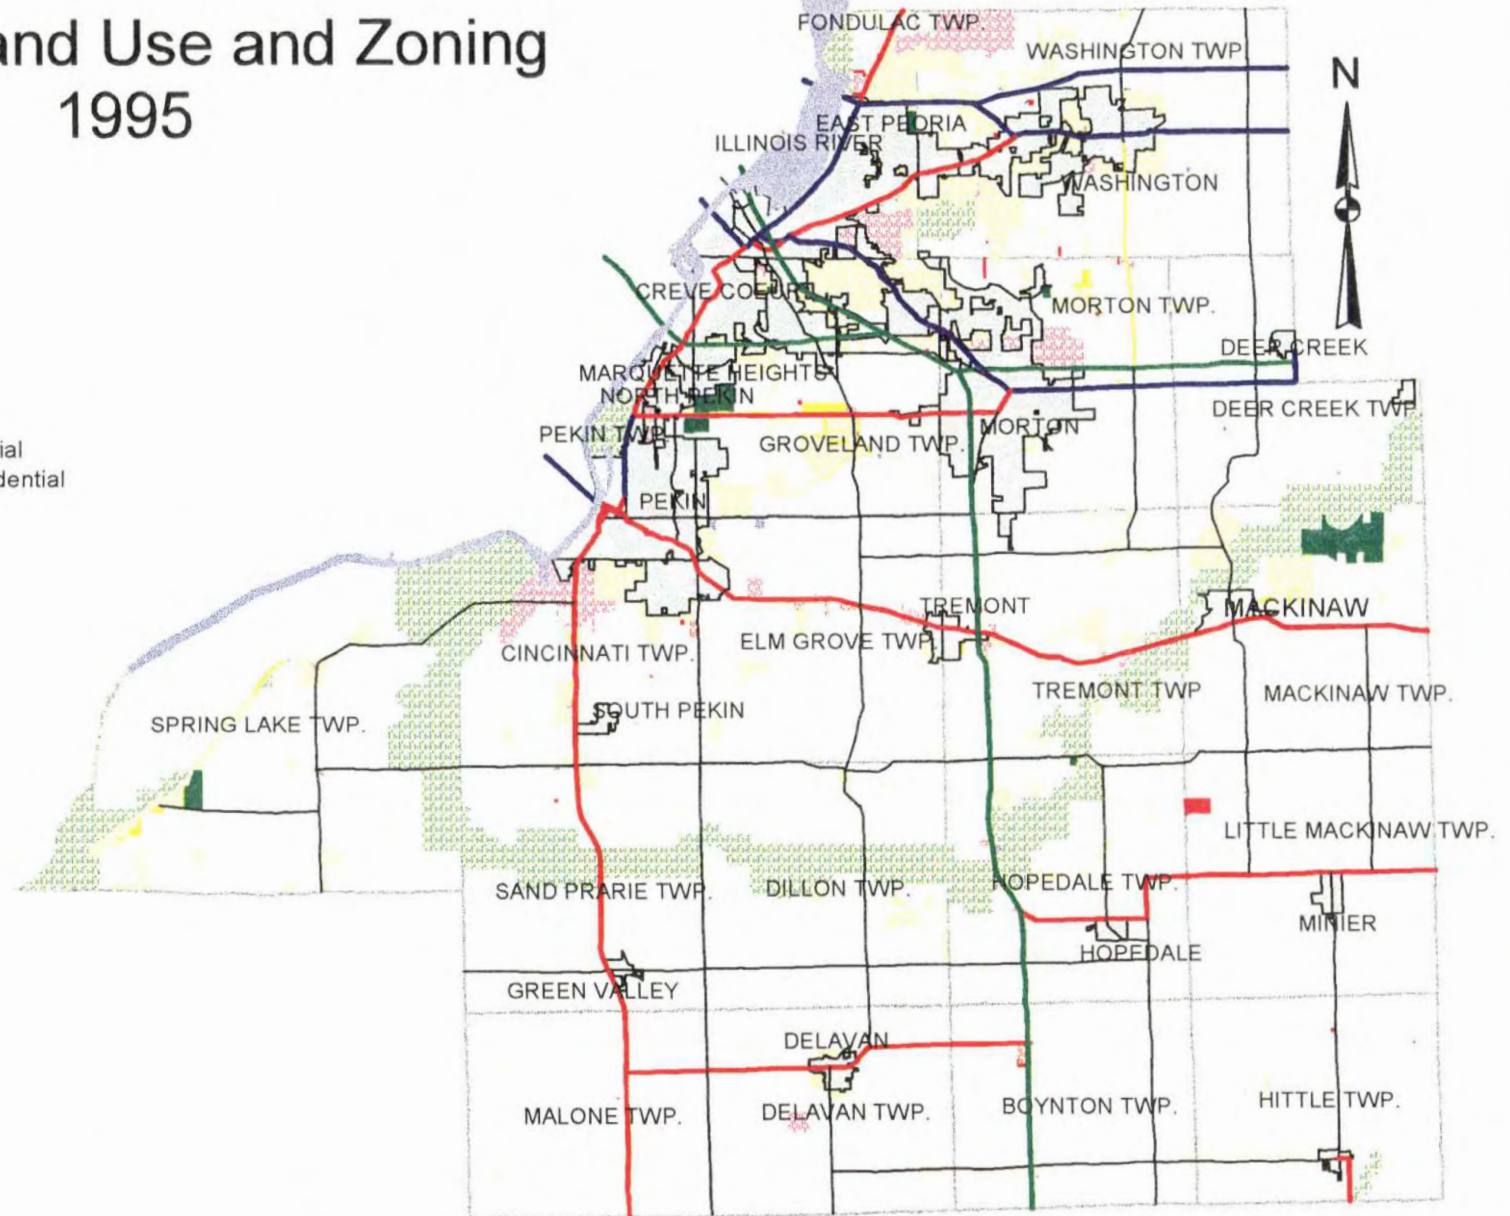 and Use and Zoning
1995
N
FONDULAC TWP.
WASHINGTON TWP
EAST PEORIA
ILLINOIS RIVER
WASHINGTON
CREVE COEUR
MORTON TWP.
DEER CREEK
MARQUETTE HEIGHTS
NORTH PEKIN
DEER CREEK TWP.
PEKIN TWP.
GROVELAND TWP.
MORTON
ial
dential
PEKIN
TREMONT
MACKINAW
CINCINNATI TWP.
ELM GROVE TWP.
TREMONT TWP
MACKINAW TWP.
SPRING LAKE TWP.
SOUTH PEKIN
LITTLE MACKINAW TWP.
SAND PRARIE TWP.
DILLON TWP.
HOPEDALE TWP.
MINIER
HOPEDALE
GREEN VALLEY
DELAVAN
MALONE TWP.
DELAVAN TWP.
BOYNTON TWP.
HITTLE TWP.